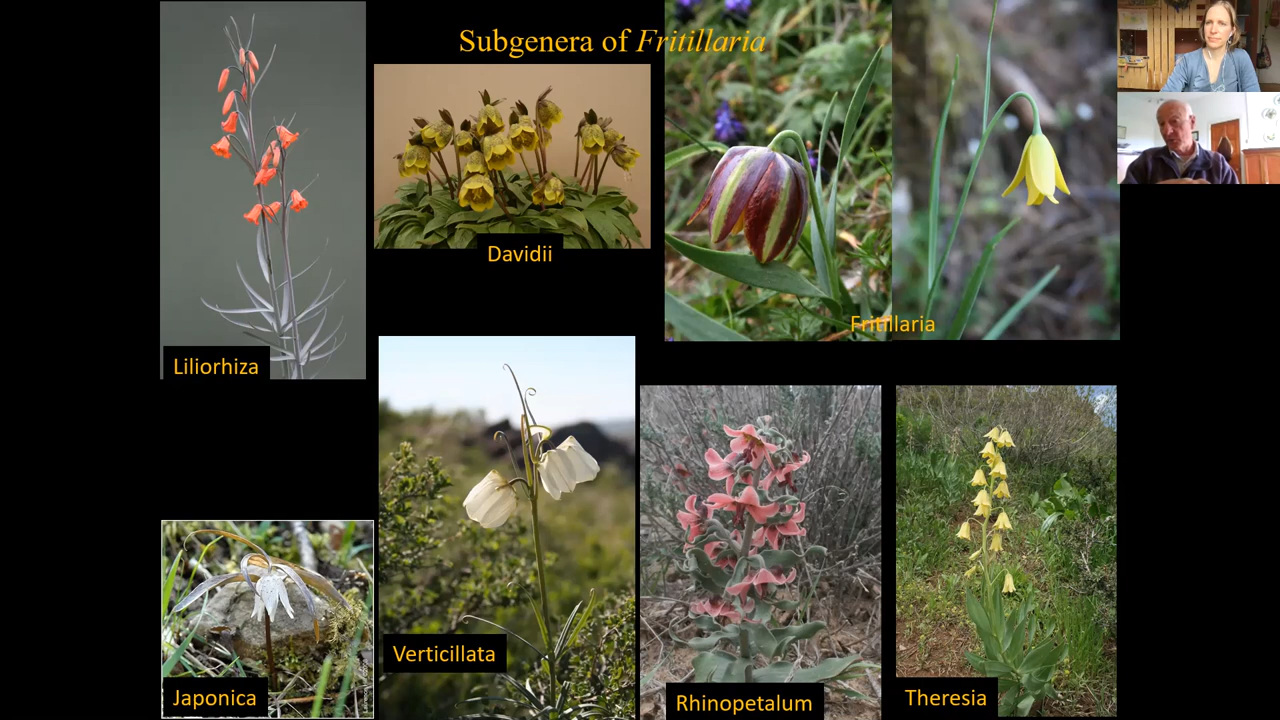 Subgenera of Fritillaria
Davidii
Fritillaria
Liliorhiza
Verticillata
Japonica
Rhinopetalum
Theresia